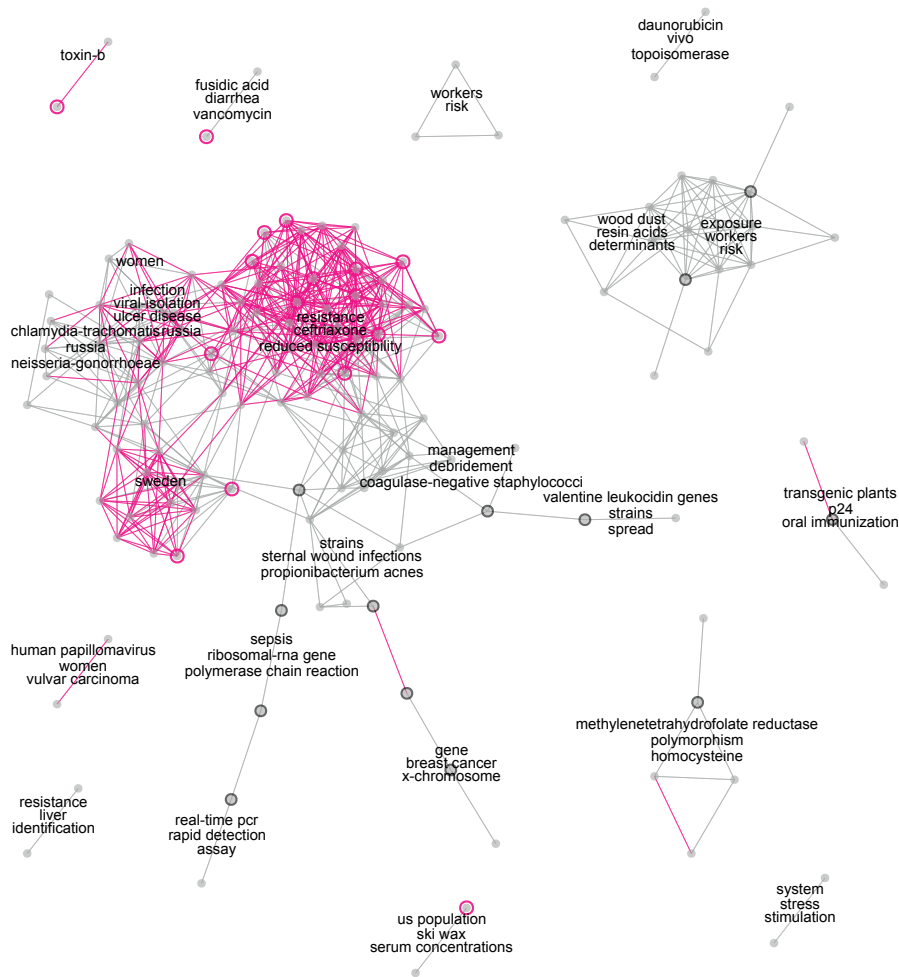 toxin-b
fusidic acid
diarrhea
vancomycin
workers
risk
daunorubicin
vivo
topoisomerase
wood dust
resin acids
determinants
exposure
workers
risk
women
infection
viral-isolation
ulcer disease
chlamydia-trachomatis
russia
russia
neisseria-gonorrhoeae
resistance
ceftriaxone
reduced susceptibility
sweden
management
debridement
coagulase-negative staphylococci
valentine leukocidin genes
strains
spread
transgenic plants
p24
oral immunization
strains
sternal wound infections
propionibacterium acnes
human papillomavirus
women
vulvar carcinoma
sepsis
ribosomal-rna gene
polymerase chain reaction
methylenetetrahydrofolate reductase
polymorphism
homocysteine
gene
breast cancer
x-chromosome
resistance
liver
identification
real-time pcr
rapid detection
assay
us population
ski wax
serum concentrations
system
stress
stimulation